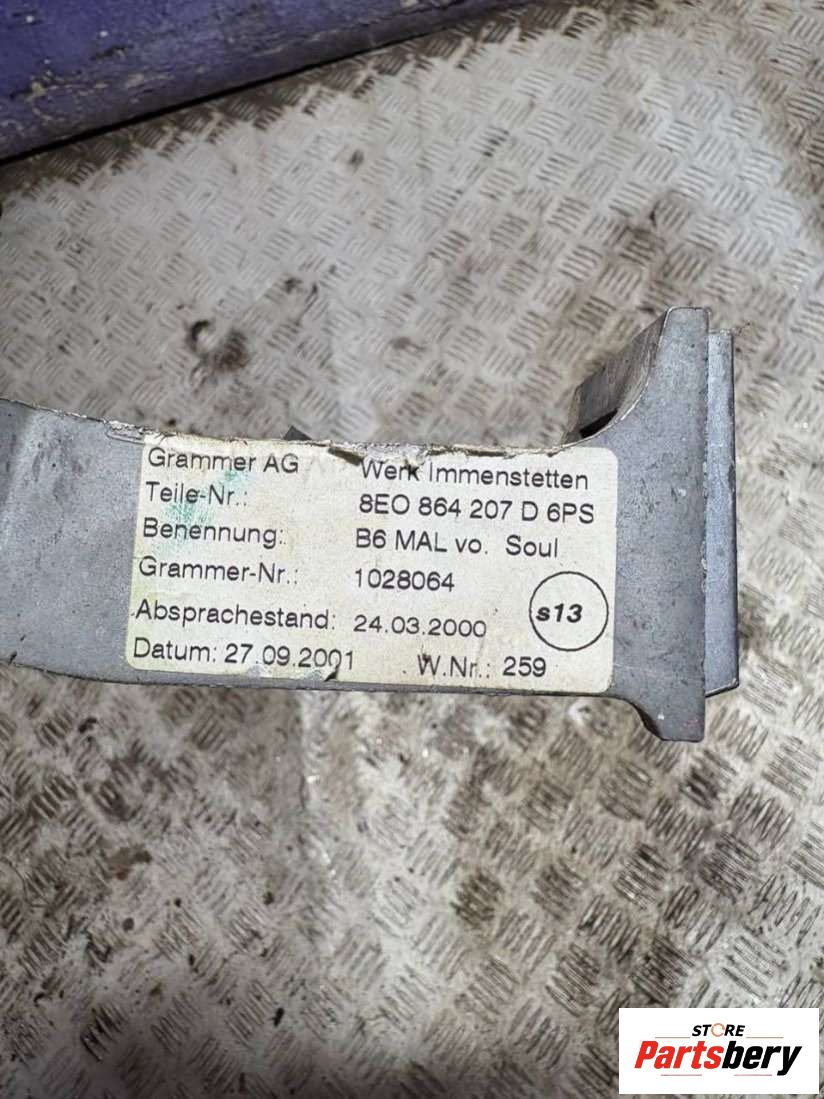 Grammer AG Werk Immenstetten
Teile-Nr.: 8EO 864 207 D 6PS
Benennung: B6 MAL vo. Soul
Grammer-Nr.: 1028064
Absprachestand: 24.03.2000
s13
Datum: 27.09.2001 W.Nr.: 259
STORE
Partsbery